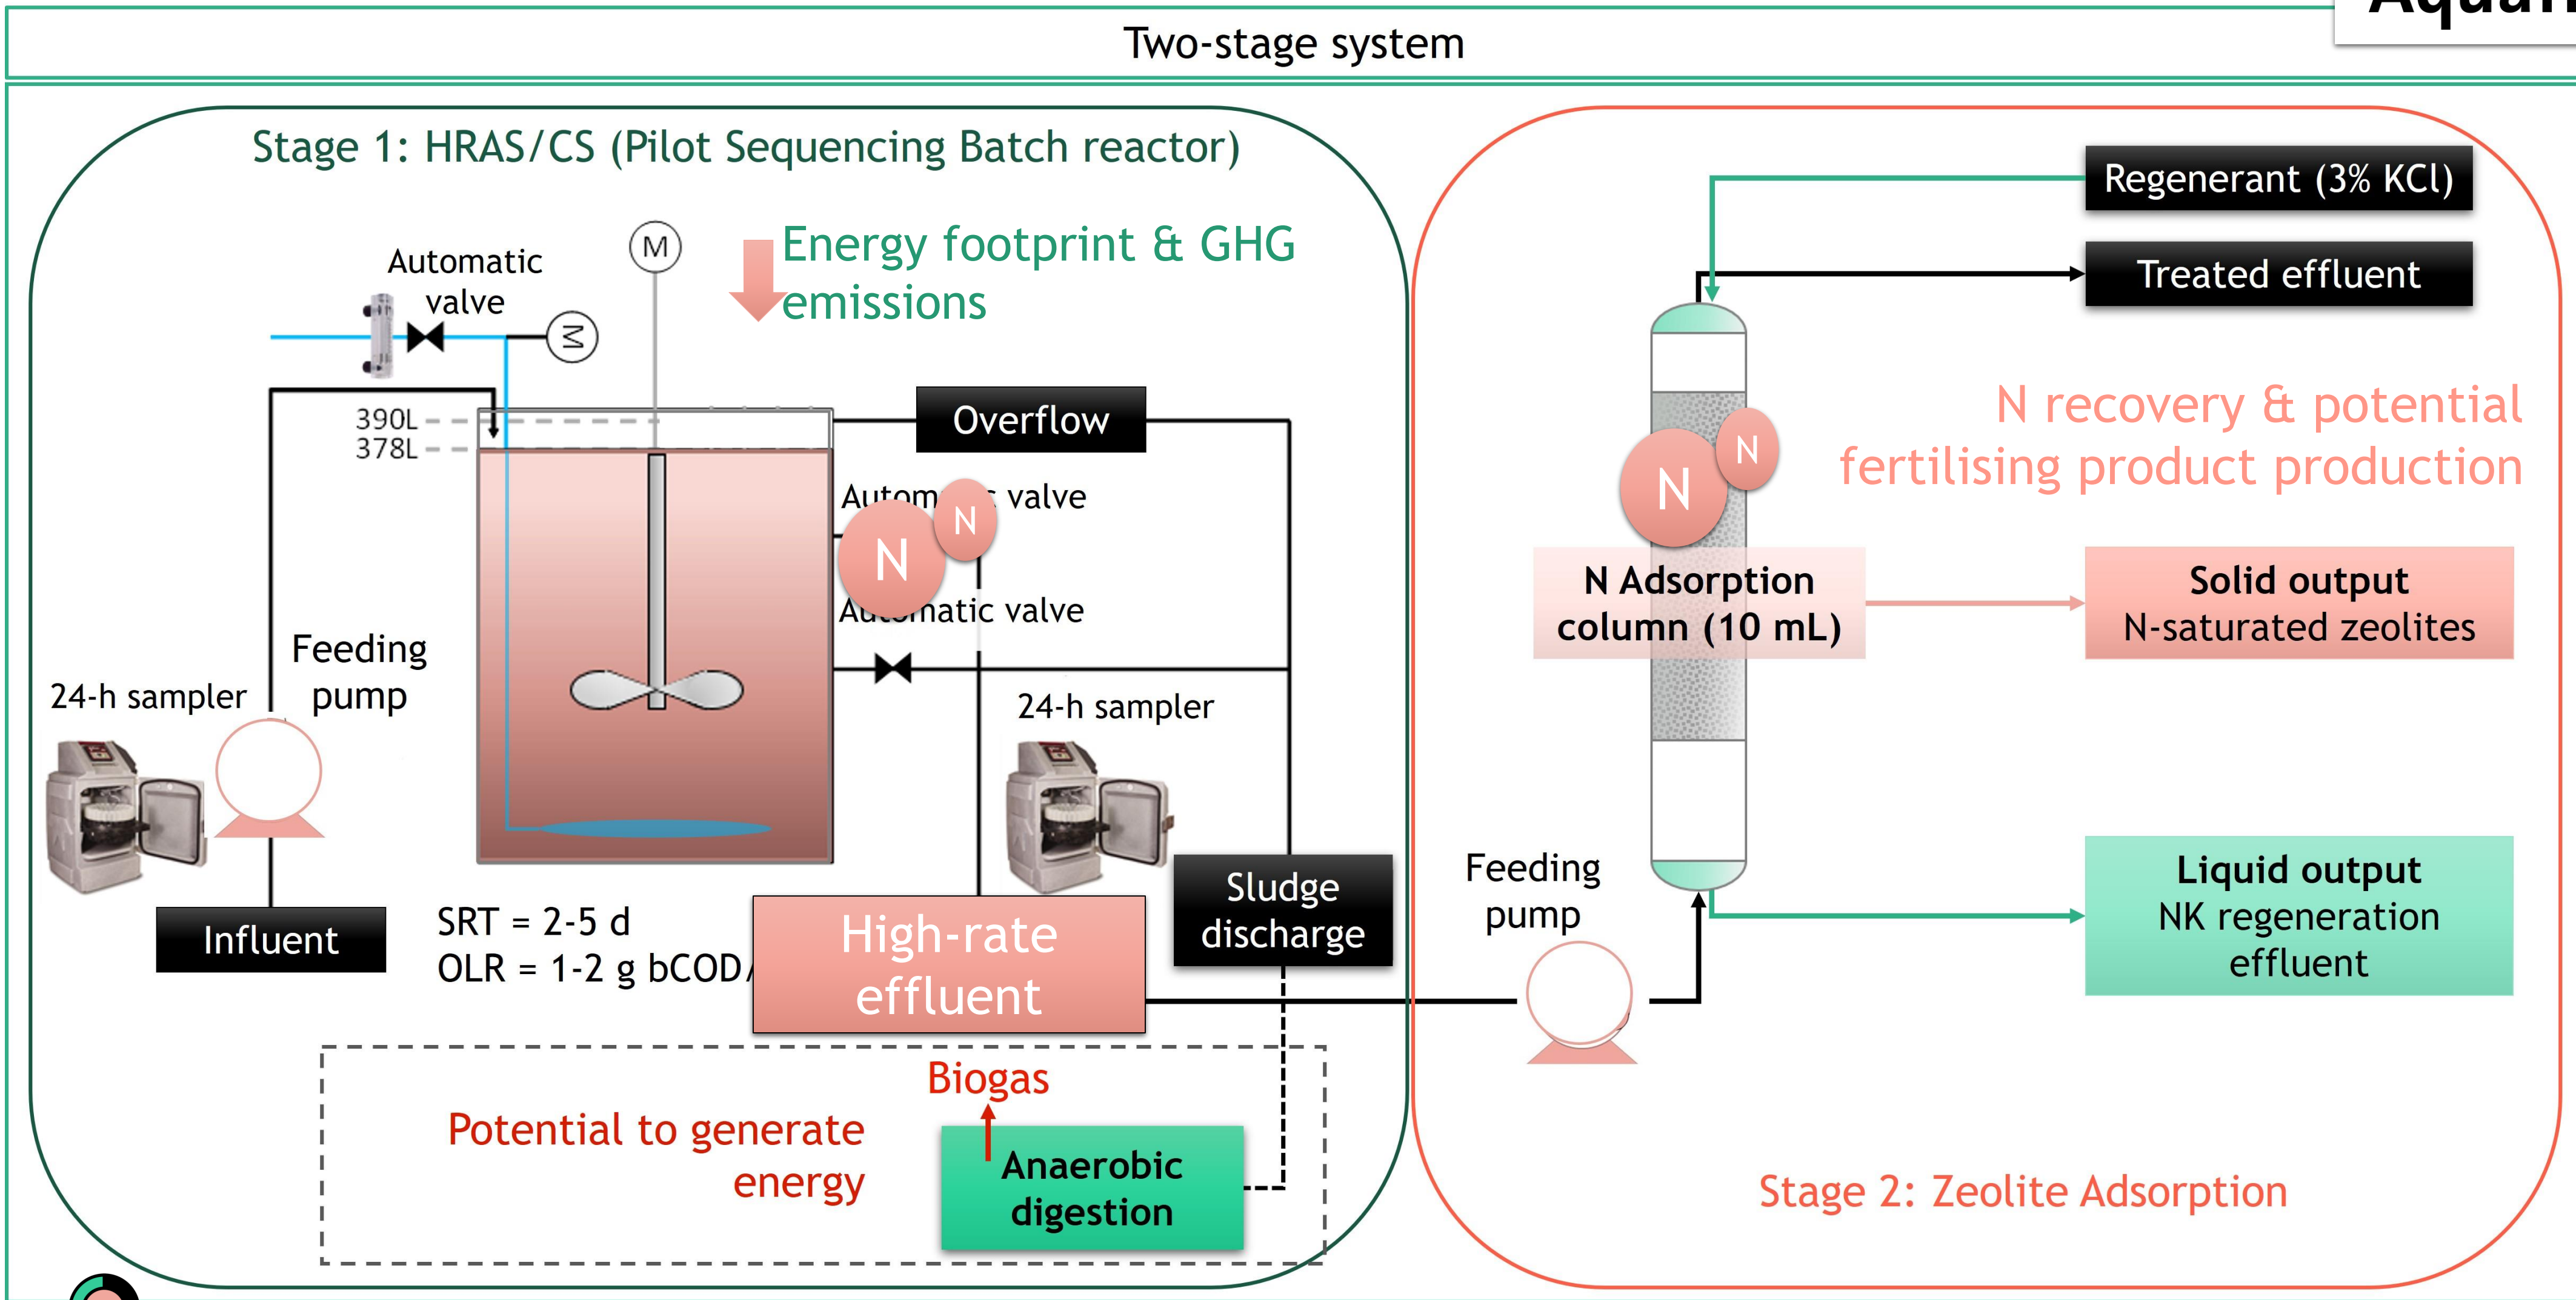 Two-stage system
Stage 1: HRAS/CS (Pilot Sequencing Batch reactor)
Automatic
valve
M
M
Energy footprint & GHG
emissions
390L
378L
Overflow
valve
N
N
valve
Feeding
pump
24-h sampler
24-h sampler
Influent
SRT = 2-5 d
OLR = 1-2 g bCOD/
High-rate
effluent
Sludge
discharge
Biogas
Potential to generate
energy
Anaerobic
digestion
Regenerant (3% KCl)
Treated effluent
N recovery & potential
fertilising product production
N
N
N Adsorption
column (10 mL)
Solid output
N-saturated zeolites
Feeding
pump
Liquid output
NK regeneration
effluent
Stage 2: Zeolite Adsorption